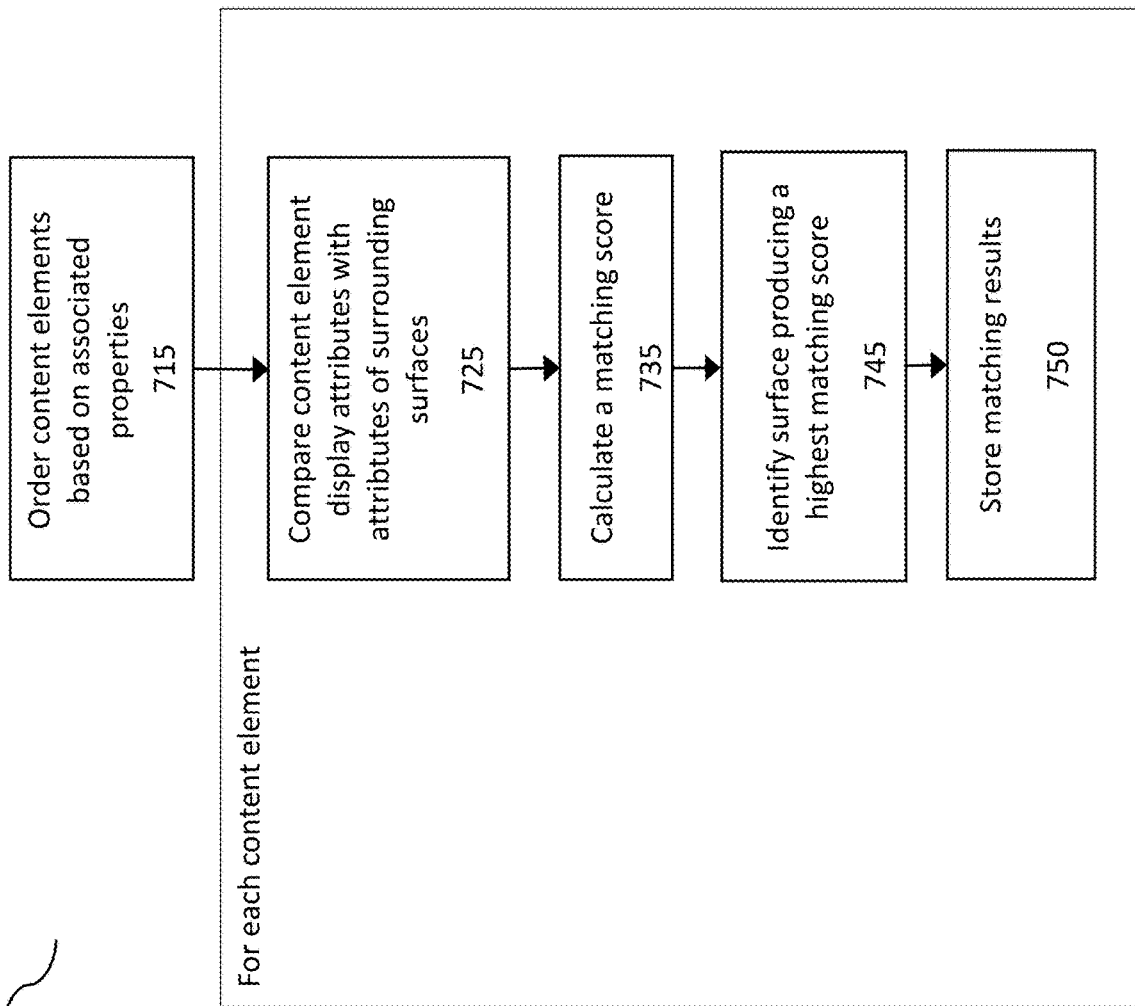 Order content elements
based on associated
properties
715
For each content element
Compare content element
display attributes with
attribtutes of surrounding
surfaces
725
Calculate a matching score
735
Identify surface producing a
highest matching score
745
Store matching results
750